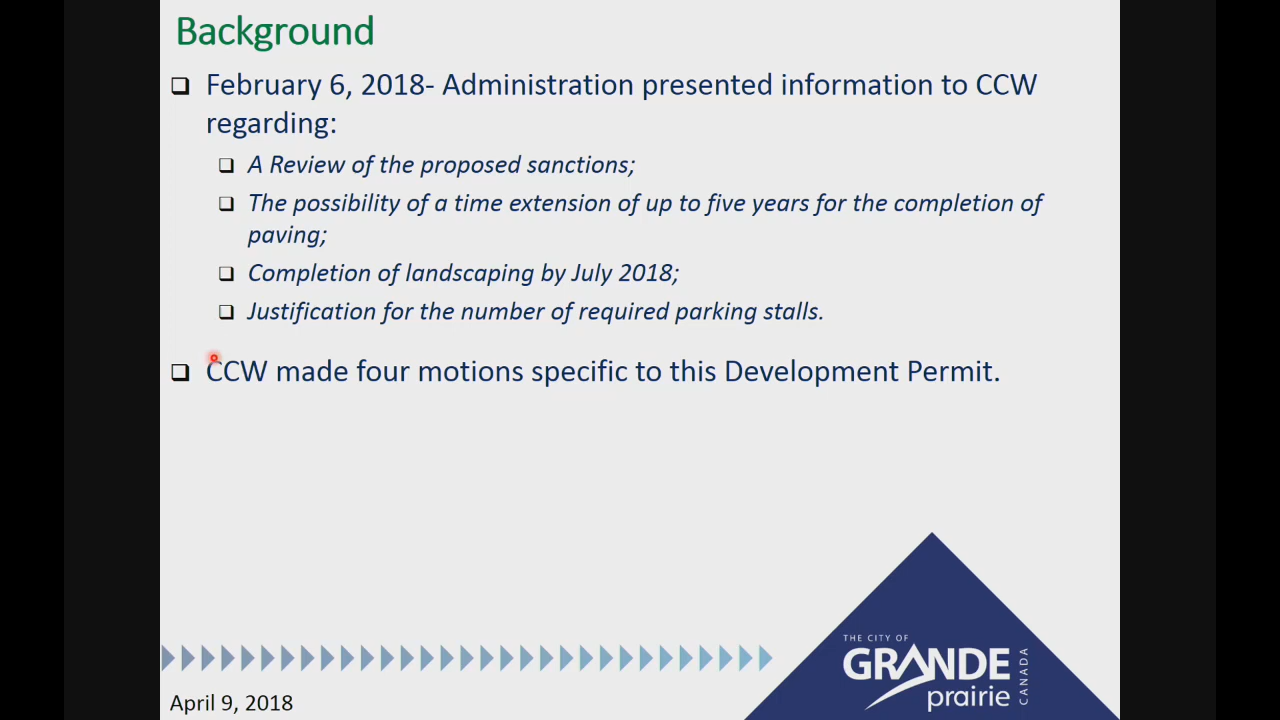 Background
February 6, 2018- Administration presented information to CCW
regarding:
A Review of the proposed sanctions;
The possibility of a time extension of up to five years for the completion of
paving;
Completion of landscaping by July 2018;
Justification for the number of required parking stalls.
CCW made four motions specific to this Development Permit.
THE CITY OF
GRANDE
prairie
CANADA
April 9, 2018